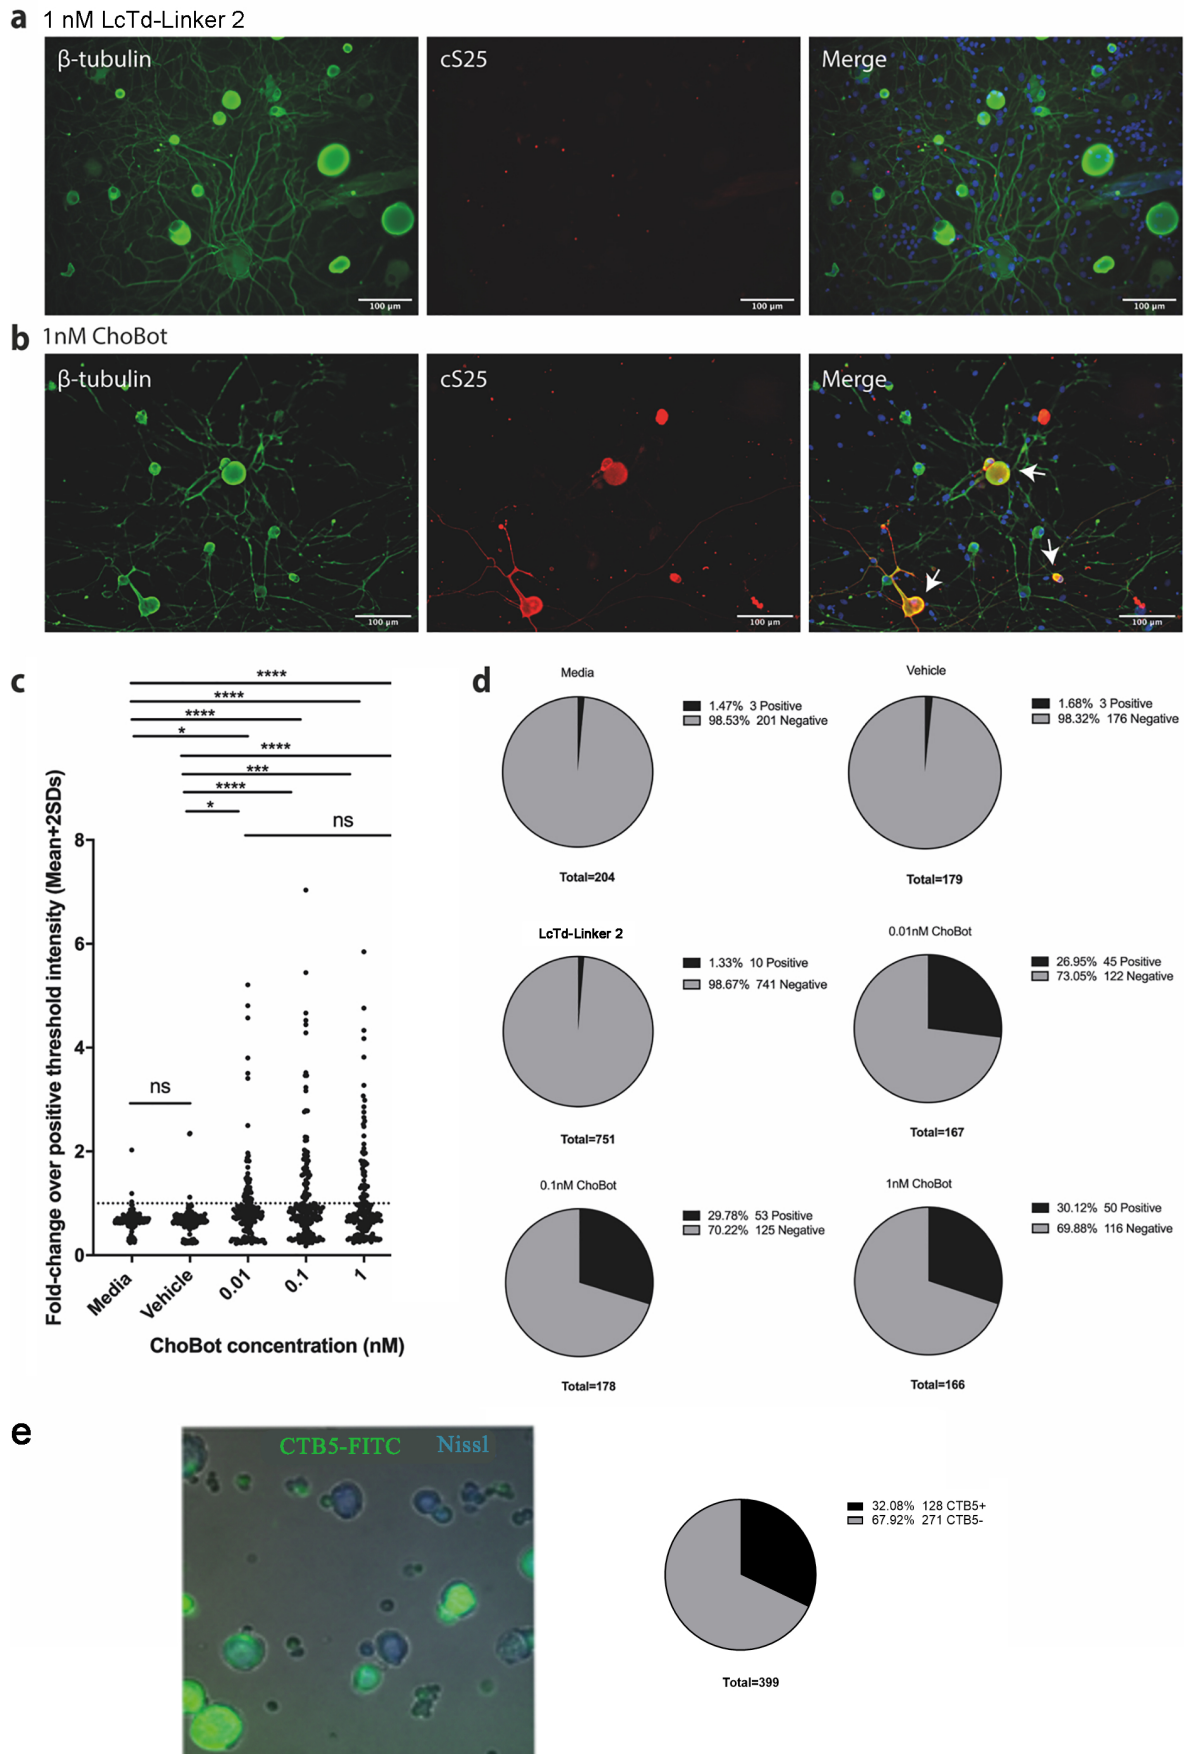 a 1 nM LcTd-Linker 2
β-tubulin
cS25
Merge
100 μm
100 μm
100 μm
b 1nM ChoBot
β-tubulin
cS25
Merge
100 μm
100 μm
100 μm
c
****
****
****
*
****
***
****
*
ns
ns
Fold-change over positive threshold intensity (Mean+2SDs)
8
6
4
2
0
Media
Vehicle
0.01
0.1
1
ChoBot concentration (nM)
d
Media
1.47% 3 Positive
98.53% 201 Negative
Total=204
Vehicle
1.68% 3 Positive
98.32% 176 Negative
Total=179
LcTd-Linker 2
1.33% 10 Positive
98.67% 741 Negative
Total=751
0.01nM ChoBot
26.95% 45 Positive
73.05% 122 Negative
Total=167
0.1nM ChoBot
29.78% 53 Positive
70.22% 125 Negative
Total=178
1nM ChoBot
30.12% 50 Positive
69.88% 116 Negative
Total=166
e
CTB5-FITC Nissl
32.08% 128 CTB5+
67.92% 271 CTB5-
Total=399